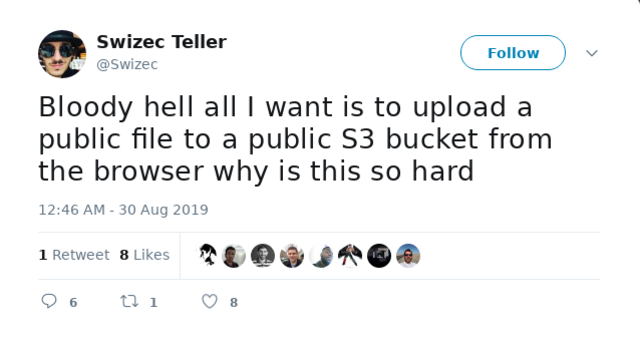 Swizec Teller
@Swizec
Follow
Bloody hell all I want is to upload a
public file to a public S3 bucket from
the browser why is this so hard
12:46 AM - 30 Aug 2019
1 Retweet 8 Likes
6 1 8